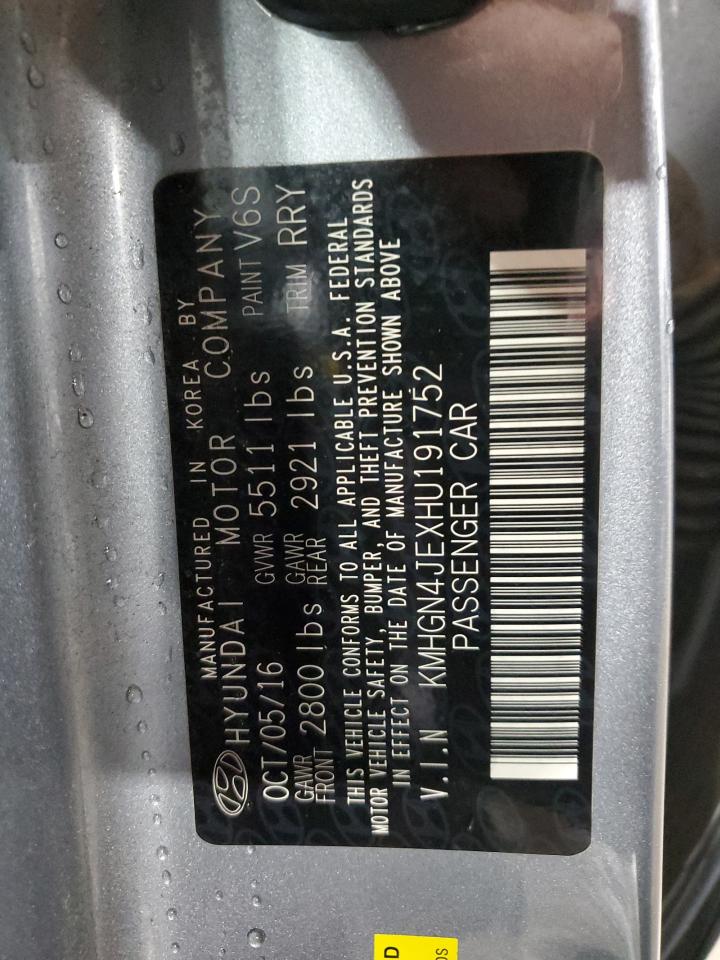 MANUFACTURED IN KOREA BY
HYUNDAI MOTOR COMPANY
OCT/05/16 GVWR 5511 lbs PAINT V6S
GAWR FRONT 2800 lbs GAWR REAR 2921 lbs TRIM RRY
THIS VEHICLE CONFORMS TO ALL APPLICABLE U.S.A. FEDERAL
MOTOR VEHICLE SAFETY, BUMPER, AND THEFT PREVENTION STANDARDS
IN EFFECT ON THE DATE OF MANUFACTURE SHOWN ABOVE
V.I.N KMHGN4JEXHU191752
PASSENGER CAR